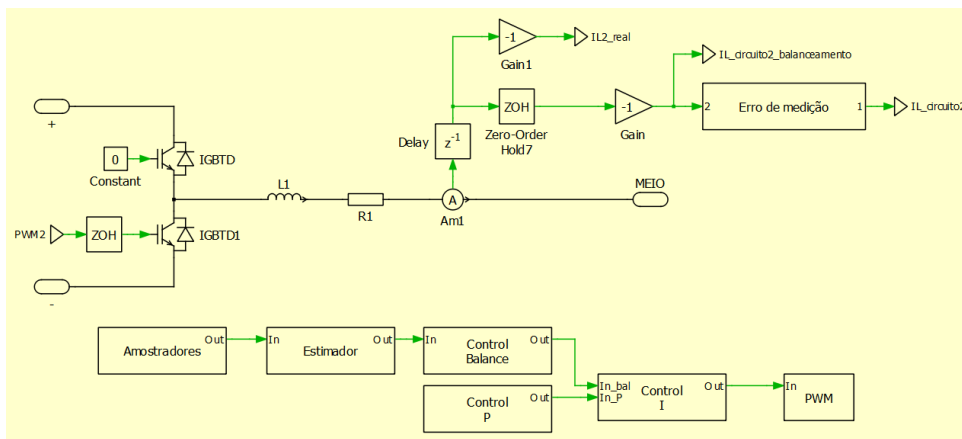 -1
IL2_real
Gain1
IL_circuito2_balanceamento
ZOH
-1
2
Erro de medição
1
IL_circuito2
Zero-Order
Hold7
Gain
Delay
z-1
+
0
Constant
IGBTD
L1
R1
A
Am1
MEIO
PWM2
ZOH
IGBTD1
-
Amostradores
Out
In
Estimador
Out
In
Control
Balance
Out
Control
P
Out
In_bal
In_P
Control
I
Out
In
PWM